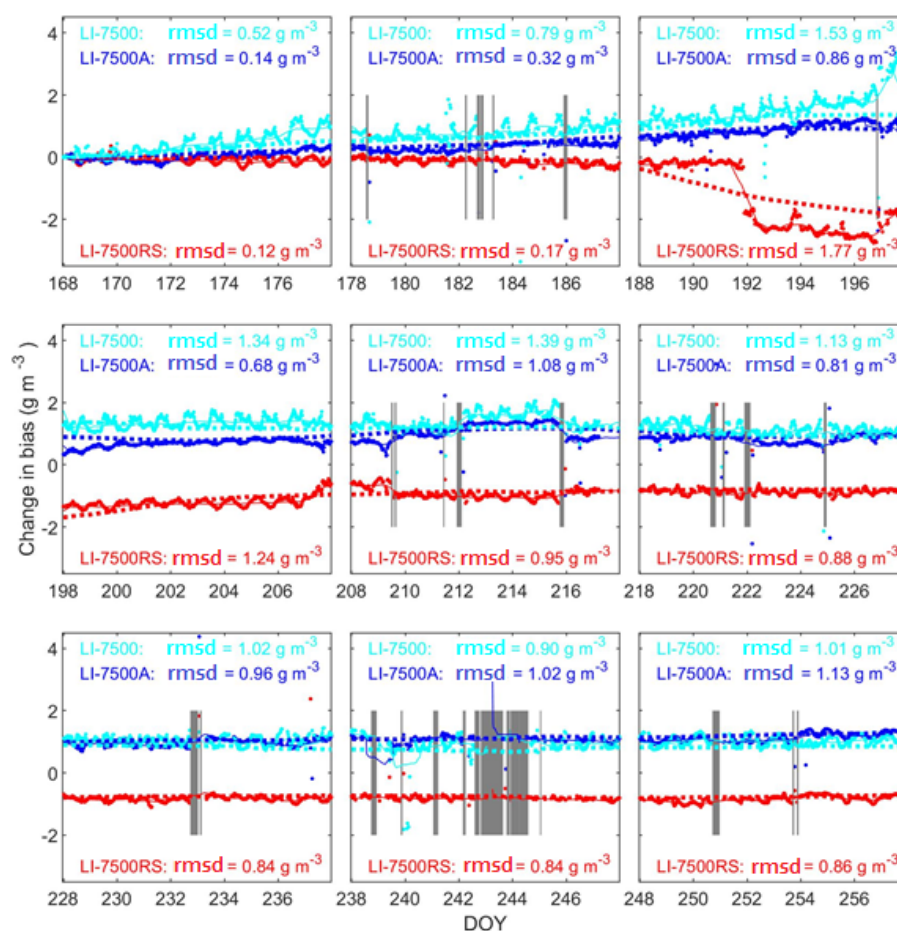 4 LI-7500: rmsd = 0.52 g m-3 LI-7500: rmsd = 0.79 g m-3 LI-7500: rmsd = 1.53 g m-3
LI-7500A: rmsd = 0.14 g m-3 LI-7500A: rmsd = 0.32 g m-3 LI-7500A: rmsd = 0.86 g m-3
2
0
-2
LI-7500RS: rmsd = 0.12 g m-3 LI-7500RS: rmsd = 0.17 g m-3 LI-7500RS: rmsd = 1.77 g m-3
168 170 172 174 176 178 180 182 184 186 188 190 192 194 196
4 LI-7500: rmsd = 1.34 g m-3 LI-7500: rmsd = 1.39 g m-3 LI-7500: rmsd = 1.13 g m-3
LI-7500A: rmsd = 0.68 g m-3 LI-7500A: rmsd = 1.08 g m-3 LI-7500A: rmsd = 0.81 g m-3
2
Change in bias (g m-3)
0
-2
LI-7500RS: rmsd = 1.24 g m-3 LI-7500RS: rmsd = 0.95 g m-3 LI-7500RS: rmsd = 0.88 g m-3
198 200 202 204 206 208 210 212 214 216 218 220 222 224 226
4 LI-7500: rmsd = 1.02 g m-3 LI-7500: rmsd = 0.90 g m-3 LI-7500: rmsd = 1.01 g m-3
LI-7500A: rmsd = 0.96 g m-3 LI-7500A: rmsd = 1.02 g m-3 LI-7500A: rmsd = 1.13 g m-3
2
0
-2
LI-7500RS: rmsd = 0.84 g m-3 LI-7500RS: rmsd = 0.84 g m-3 LI-7500RS: rmsd = 0.86 g m-3
228 230 232 234 236 238 240 242 244 246 248 250 252 254 256
DOY